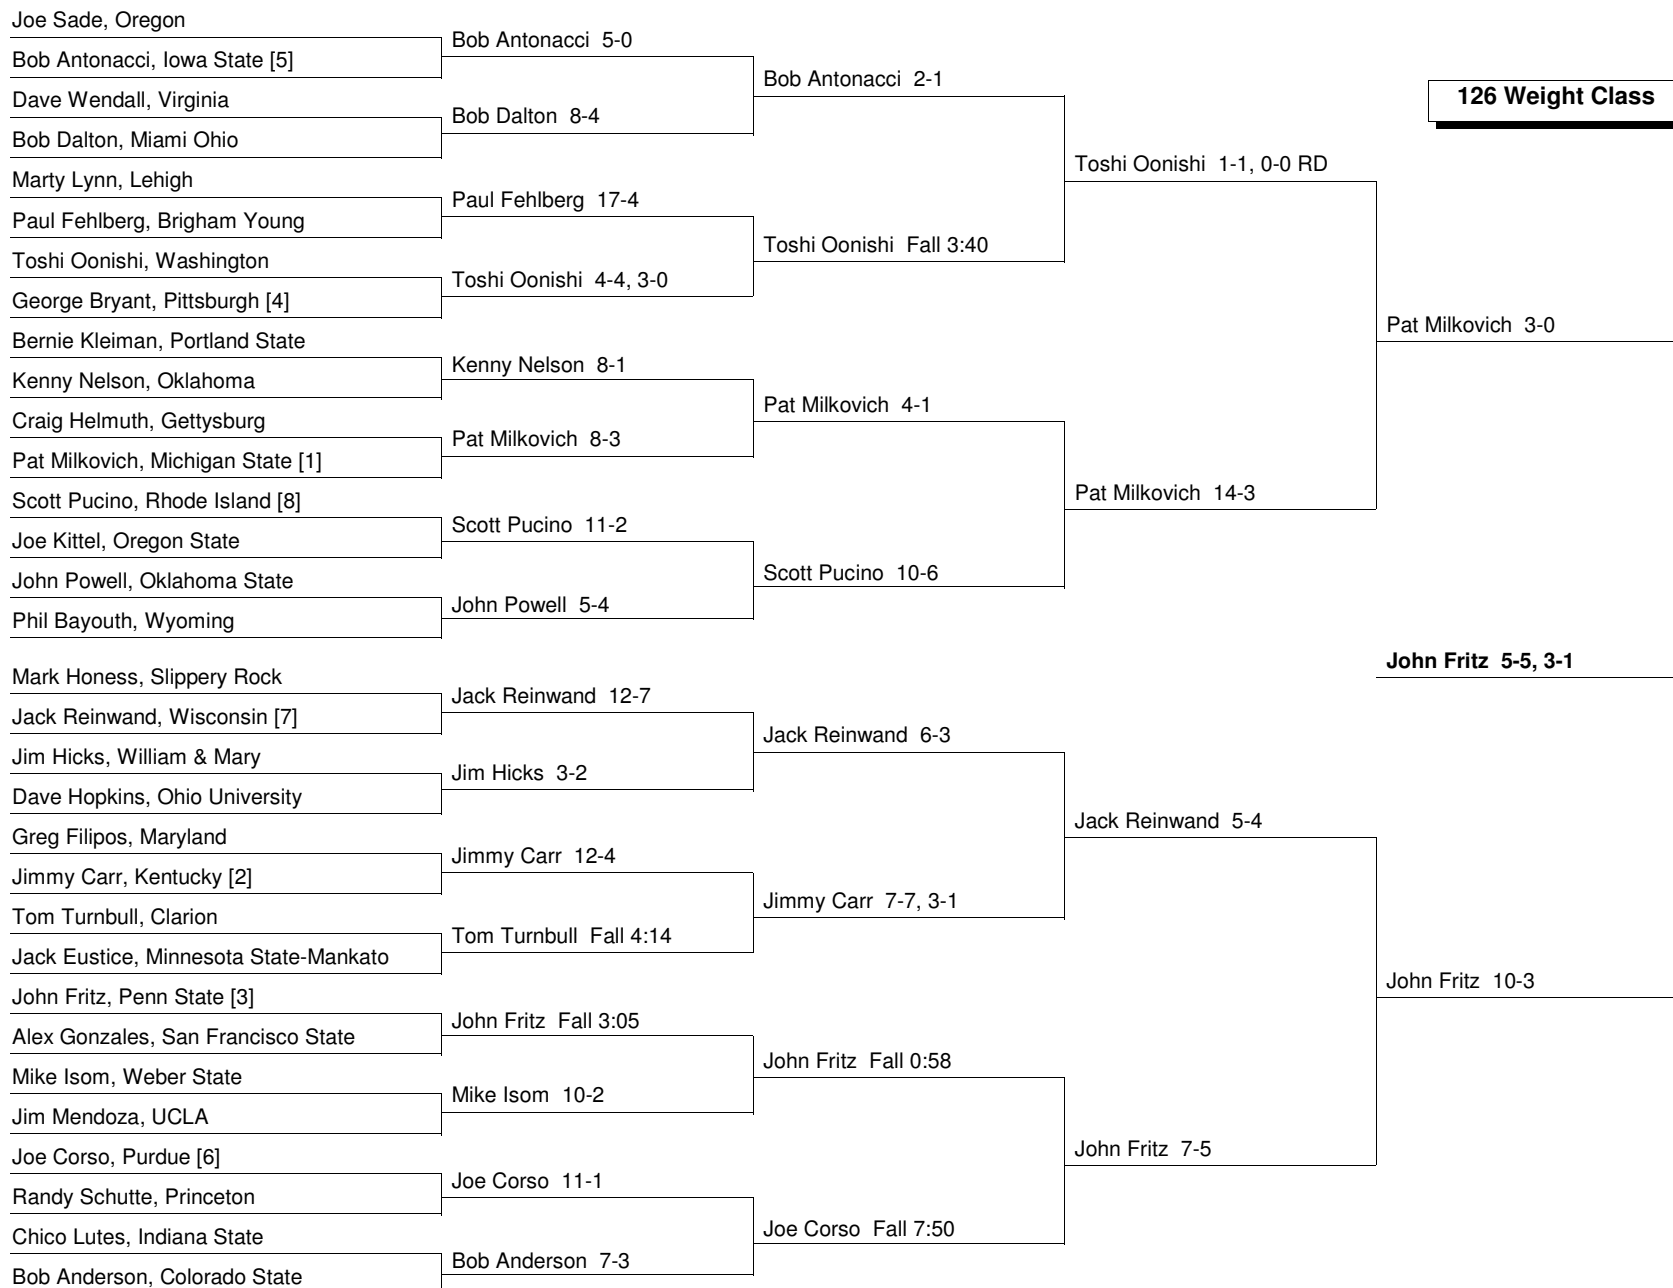 Joe Sade, Oregon
Bob Antonacci, Iowa State [5]
Dave Wendall, Virginia
Bob Dalton, Miami Ohio
Marty Lynn, Lehigh
Paul Fehlberg, Brigham Young
Toshi Oonishi, Washington
George Bryant, Pittsburgh [4]
Bernie Kleiman, Portland State
Kenny Nelson, Oklahoma
Craig Helmuth, Gettysburg
Pat Milkovich, Michigan State [1]
Scott Pucino, Rhode Island [8]
Joe Kittel, Oregon State
John Powell, Oklahoma State
Phil Bayouth, Wyoming
Mark Honess, Slippery Rock
Jack Reinwand, Wisconsin [7]
Jim Hicks, William & Mary
Dave Hopkins, Ohio University
Greg Filipos, Maryland
Jimmy Carr, Kentucky [2]
Tom Turnbull, Clarion
Jack Eustice, Minnesota State-Mankato
John Fritz, Penn State [3]
Alex Gonzales, San Francisco State
Mike Isom, Weber State
Jim Mendoza, UCLA
Joe Corso, Purdue [6]
Randy Schutte, Princeton
Chico Lutes, Indiana State
Bob Anderson, Colorado State
Bob Antonacci 5-0
Bob Dalton 8-4
Paul Fehlberg 17-4
Toshi Oonishi 4-4, 3-0
Kenny Nelson 8-1
Pat Milkovich 8-3
Scott Pucino 11-2
John Powell 5-4
Jack Reinwand 12-7
Jim Hicks 3-2
Jimmy Carr 12-4
Tom Turnbull Fall 4:14
John Fritz Fall 3:05
Mike Isom 10-2
Joe Corso 11-1
Bob Anderson 7-3
Bob Antonacci 2-1
Toshi Oonishi Fall 3:40
Pat Milkovich 4-1
Scott Pucino 10-6
Jack Reinwand 6-3
Jimmy Carr 7-7, 3-1
John Fritz Fall 0:58
Joe Corso Fall 7:50
Toshi Oonishi 1-1, 0-0 RD
Pat Milkovich 14-3
Jack Reinwand 5-4
John Fritz 7-5
126 Weight Class
Pat Milkovich 3-0
John Fritz 5-5, 3-1
John Fritz 10-3